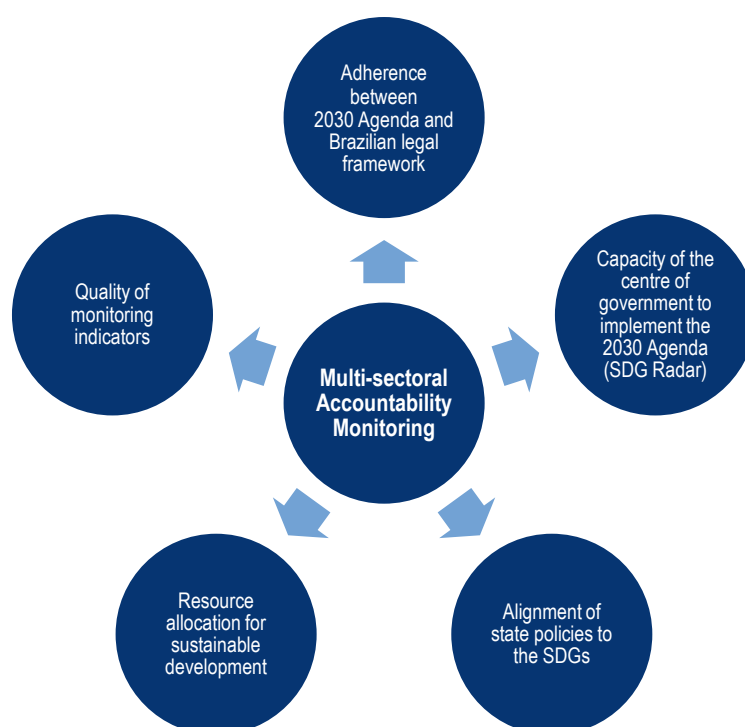 Adherence
between
2030 Agenda and
Brazilian legal
framework
Quality of
monitoring
indicators
Capacity of the
centre of
government to
implement the
2030 Agenda
(SDG Radar)
Multi-sectoral
Accountability
Monitoring
Resource
allocation for
sustainable
development
Alignment of
state policies to
the SDGs